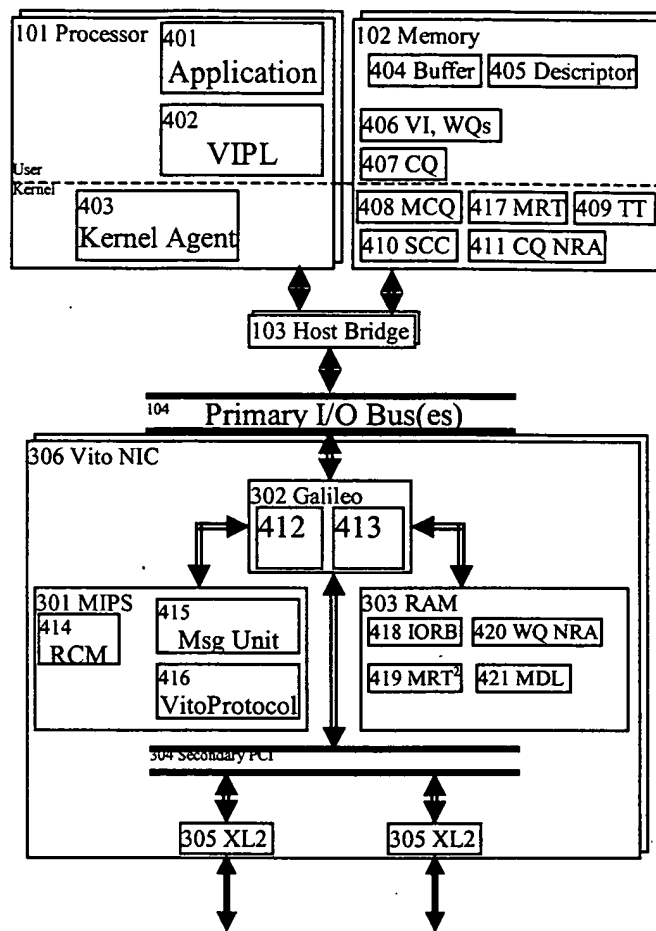 101 Processor
401
Application
402
VIPL
User
Kernel
403
Kernel Agent
102 Memory
404 Buffer
405 Descriptor
406 VI, WQs
407 CQ
408 MCQ
417 MRT
409 TT
410 SCC
411 CQ NRA
103 Host Bridge
104
Primary I/O Bus(es)
306 Vito NIC
302 Galileo
412
413
301 MIPS
414
RCM
415
Msg Unit
416
VitoProtocol
303 RAM
418 IORB
420 WQ NRA
419 MRT²
421 MDL
304 Secondary PCI
305 XL2
305 XL2